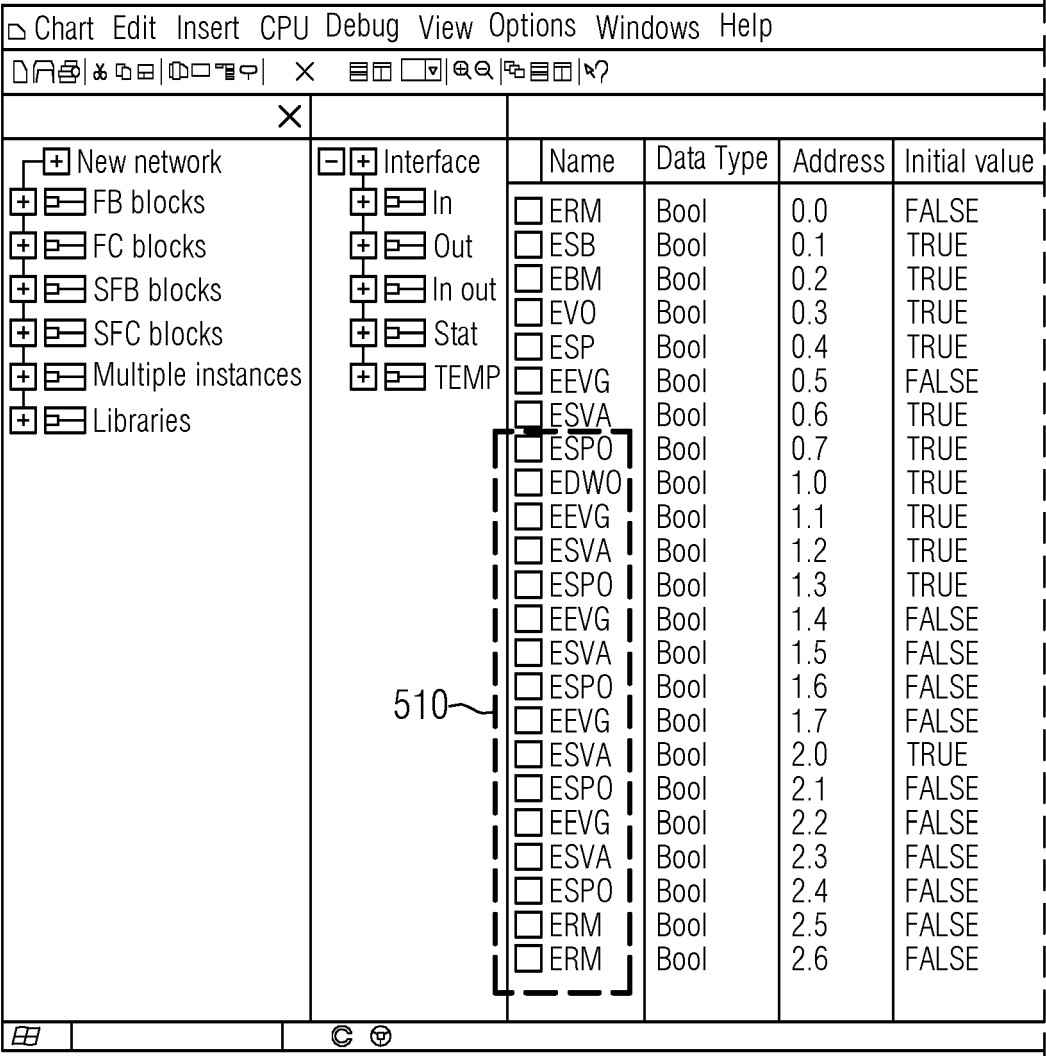 Chart Edit Insert CPU Debug View Options Windows Help
New network
FB blocks
FC blocks
SFB blocks
SFC blocks
Multiple instances
Libraries
Interface
In
Out
In out
Stat
TEMP
Name Data Type Address Initial value
ERM Bool 0.0 FALSE
ESB Bool 0.1 TRUE
EBM Bool 0.2 TRUE
EVO Bool 0.3 TRUE
ESP Bool 0.4 TRUE
EEVG Bool 0.5 FALSE
ESVA Bool 0.6 TRUE
ESPO Bool 0.7 TRUE
EDWO Bool 1.0 TRUE
EEVG Bool 1.1 TRUE
ESVA Bool 1.2 TRUE
ESPO Bool 1.3 TRUE
EEVG Bool 1.4 FALSE
ESVA Bool 1.5 FALSE
ESPO Bool 1.6 FALSE
EEVG Bool 1.7 FALSE
ESVA Bool 2.0 TRUE
ESPO Bool 2.1 FALSE
EEVG Bool 2.2 FALSE
ESVA Bool 2.3 FALSE
ESPO Bool 2.4 FALSE
ERM Bool 2.5 FALSE
ERM Bool 2.6 FALSE
510